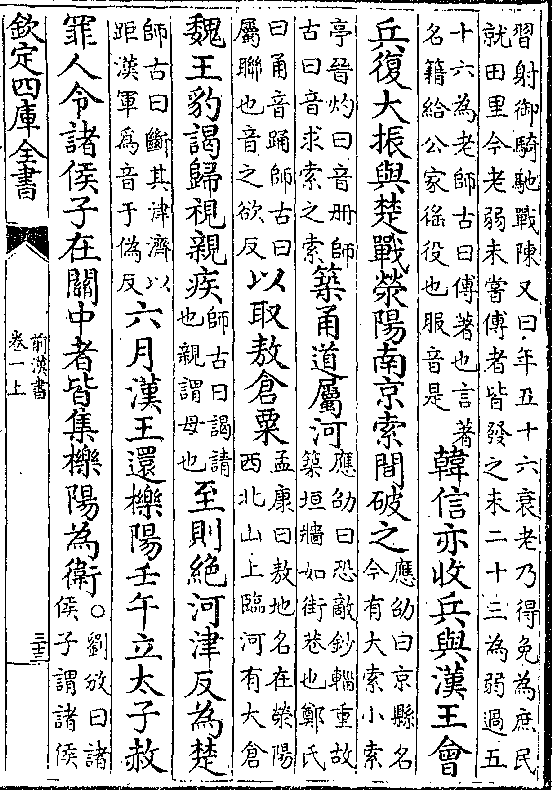 習射御騎馳戰陳又曰年五十六衰老乃得免為庶民
就田里今老弱未嘗傅者皆發之未二十三為弱過五
十六為老師古曰傅著也言著
名籍給公家徭役也服音是
韓信亦收兵與漢王會
兵復大振與楚戰滎陽南京索間破之
應劭曰京縣名
今有大索小索
亭晉灼曰音册師
古曰音求索之索
築甬道屬河
應劭曰恐敵鈔輜重故
築垣牆如街巷也鄭氏
曰甬音踊師古曰
屬聯也音之欲反
以取敖倉粟
孟康曰敖地名在滎陽
西北山上臨河有大倉
魏王豹謁歸視親疾
師古曰謁請
也親謂母也
至則絶河津反為楚
師古曰斷其津濟以
距漢軍爲音于偽反
六月漢王還櫟陽壬午立太子赦
罪人令諸侯子在關中者皆集櫟陽為衛
○劉攽曰諸
侯子謂諸侯
欽定四庫全書
前漢書
卷一上
三十三